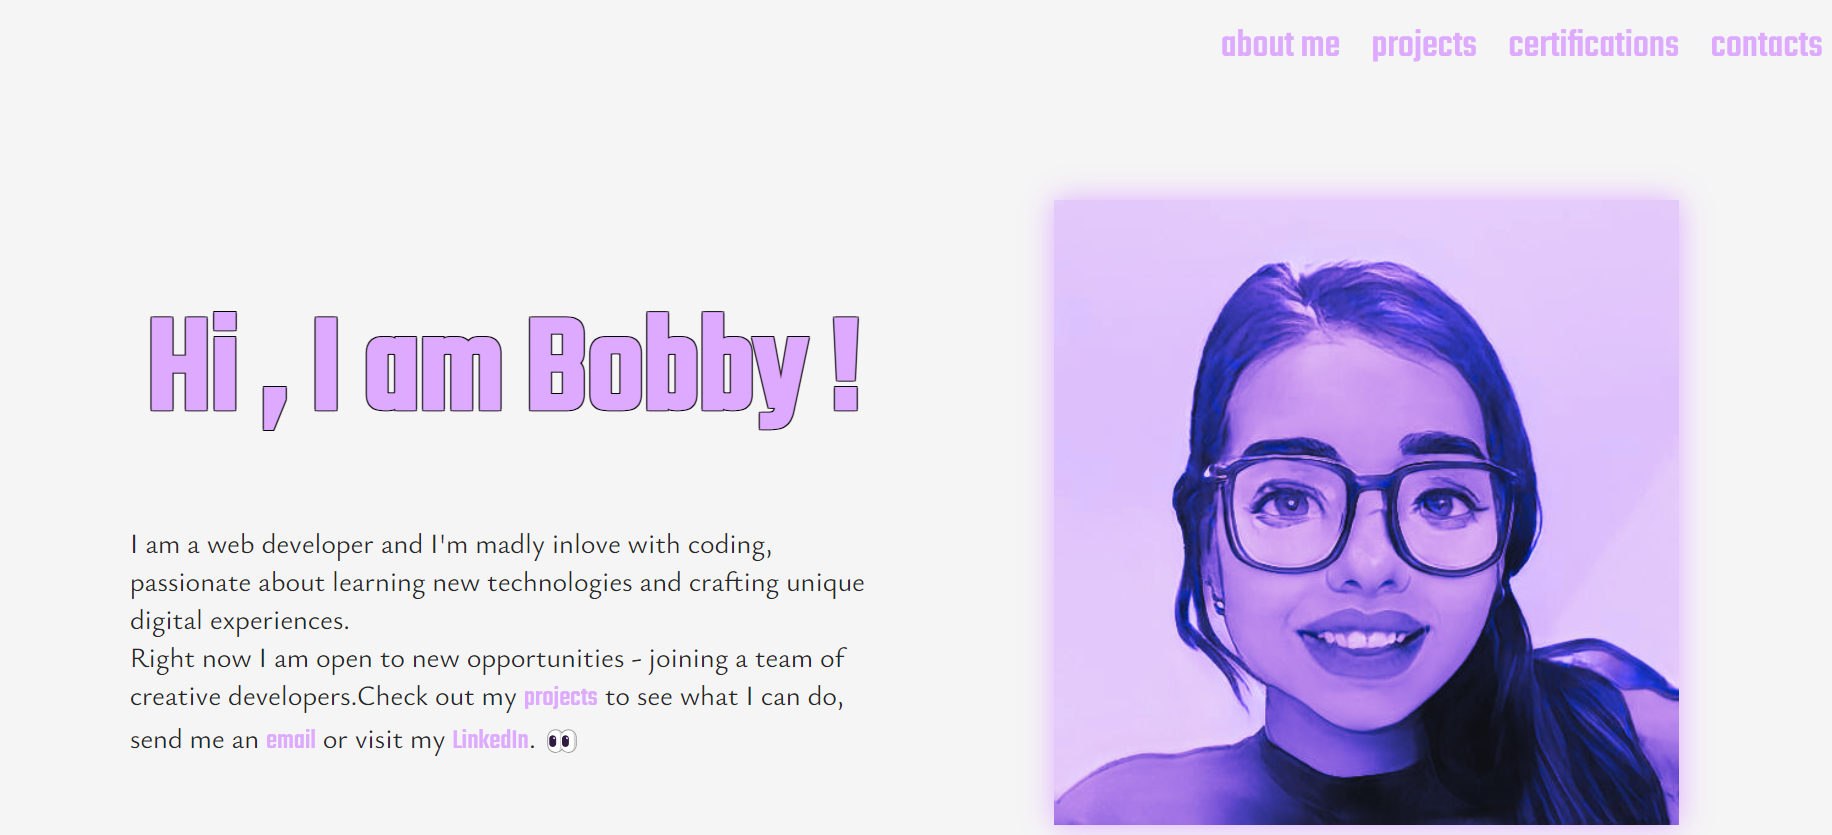 about me projects certifications contacts
Hi , I am Bobby !
I am a web developer and I'm madly inlove with coding,
passionate about learning new technologies and crafting unique
digital experiences.
Right now I am open to new opportunities - joining a team of
creative developers.Check out my projects to see what I can do,
send me an email or visit my LinkedIn. 👀